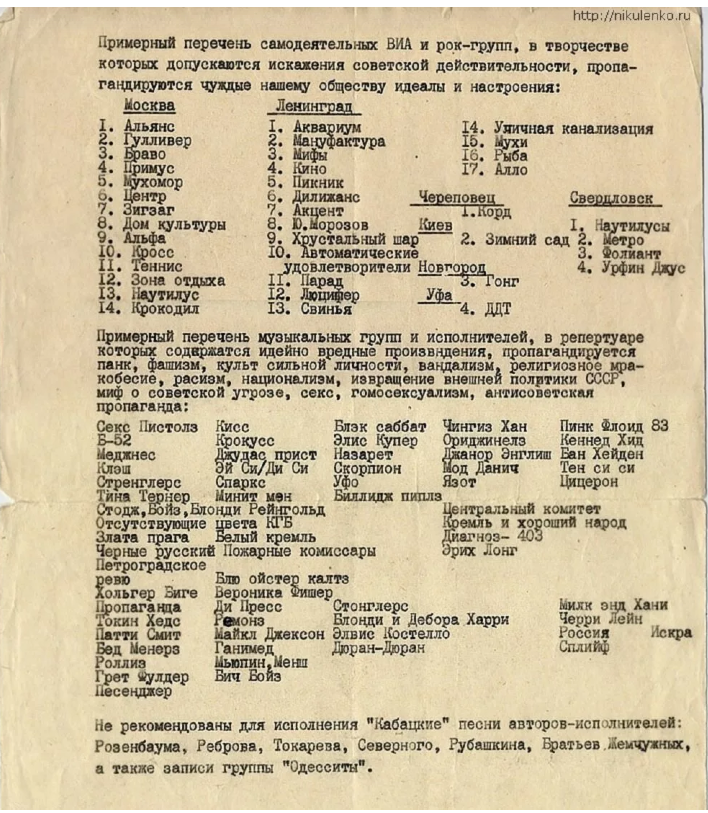 http://nikulenko.ru
Примерный перечень самодеятельных ВИА и рок-групп, в творчестве
которых допускаются искажения советской действительности, пропа-
гандируются чуждые нашему обществу идеалы и настроения:
Москва Ленинград
1. Альянс 1. Аквариум 14. Уличная канализация
2. Гулливер 2. Мануфактура 15. Мухи
3. Браво 3. Мифы 16. Рыба
4. Примус 4. Кино 17. Алло
5. Мухомор 5. Пикник
6. Центр 6. Дилижанс Череповец Свердловск
7. Зигзаг 7. Акцент 1.Корд
8. Дом культуры 8. Ю.Морозов Киев 1. Наутилусы
9. Альфа 9. Хрустальный шар 2. Зимний сад 2. Метро
10. Кросс 10. Автоматические 3. Фолиант
11. Теннис удовлетворители Новгород 4. Урфин Джус
12. Зона отдыха 11. Парад 3. Гонг
13. Наутилус 12. Люцифер Уфа
14. Крокодил 13. Свинья 4. ДДТ
Примерный перечень музыкальных групп и исполнителей, в репертуаре
которых содержатся идейно вредные произвндения, пропагандируется
панк, фашизм, культ сильной личности, вандализм, религиозное мра-
кобесие, расизм, национализм, извращение внешней политики СССР,
миф о советской угрозе, секс, гомосексуализм, антисоветская
пропаганда:
Секс Пистолз Кисс Блэк саббат Чингиз Хан Пинк Флоид 83
Б-52 Крокусс Элис Купер Ориджинелз Кеннед Хид
Меджнес Джудас прист Назарет Джанор Энглиш Ван Хейден
Клэш Эй Си/Ди Си Скорпион Мод Данич Тен си си
Стренглерс Спаркс Уфо Язот Цицерон
Тина Тернер Минит мен Виллидж пиплз
Стодж,Бойз,Блонди Рейнгольд Центральный комитет
Отсутствующие цвета КГБ Кремль и хороший народ
Злата прага Белый кремль Диагноз- 403
Черные русский Пожарные комиссары Эрих Лонг
Петроградское
ревю Блю ойстер калтз
Хольгер Виге Вероника Фишер
Пропаганда Ди Пресс Стонглерс Милк энд Хани
Токин Хедс Ремонз Блонди и Дебора Харри Черри Лейн
Патти Смит Майкл Джексон Элвис Костелло Россия Искра
Бед Менерз Ганимед Дюран-Дюран Сплийф
Роллиз Мьюпин,Менш
Грет Фулдер Бич Бойз
Песенджер
Не рекомендованы для исполнения "Кабацкие" песни авторов-исполнителей:
Розенбаума, Реброва, Токарева, Северного, Рубашкина, Братьев Жемчужных,
а также записи группы "Одесситы".